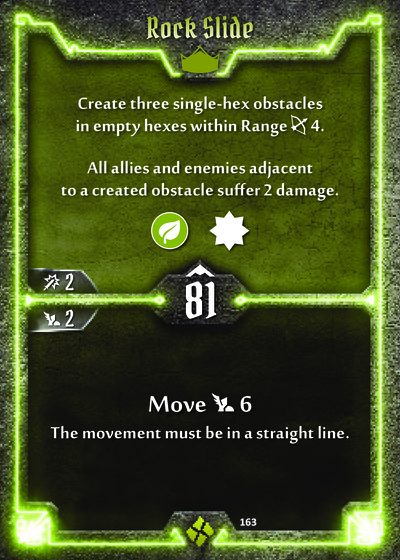 Rock Slide
Create three single-hex obstacles
in empty hexes within Range 4.
All allies and enemies adjacent
to a created obstacle suffer 2 damage.
2
81
2
Move 6
The movement must be in a straight line.
163